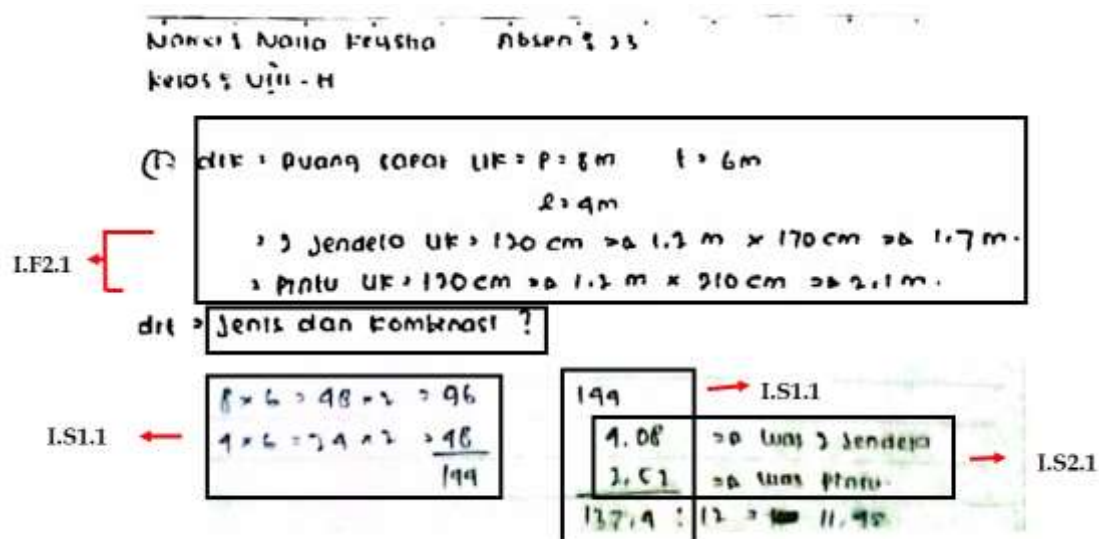 Nama : Naila Keysha Absen : 23
Kelas : VIII - H
① dik : Ruang rapat UK = P = 8 m t = 6 m
l = 4 m
I.F2.1
= 2 Jendela UK = 120 cm => 1.2 m × 170 cm => 1.7 m.
= Pintu UK = 120 cm => 1.2 m × 210 cm => 2.1 m.
dit = Jenis dan kombinasi ?
8 × 6 = 48 × 2 = 96
4 × 6 = 24 × 2 = 48
144
I.S1.1
144
I.S1.1
4.08 => luas 2 Jendela
2.52 => luas Pintu
I.S2.1
137,4 : 12 = 11,45